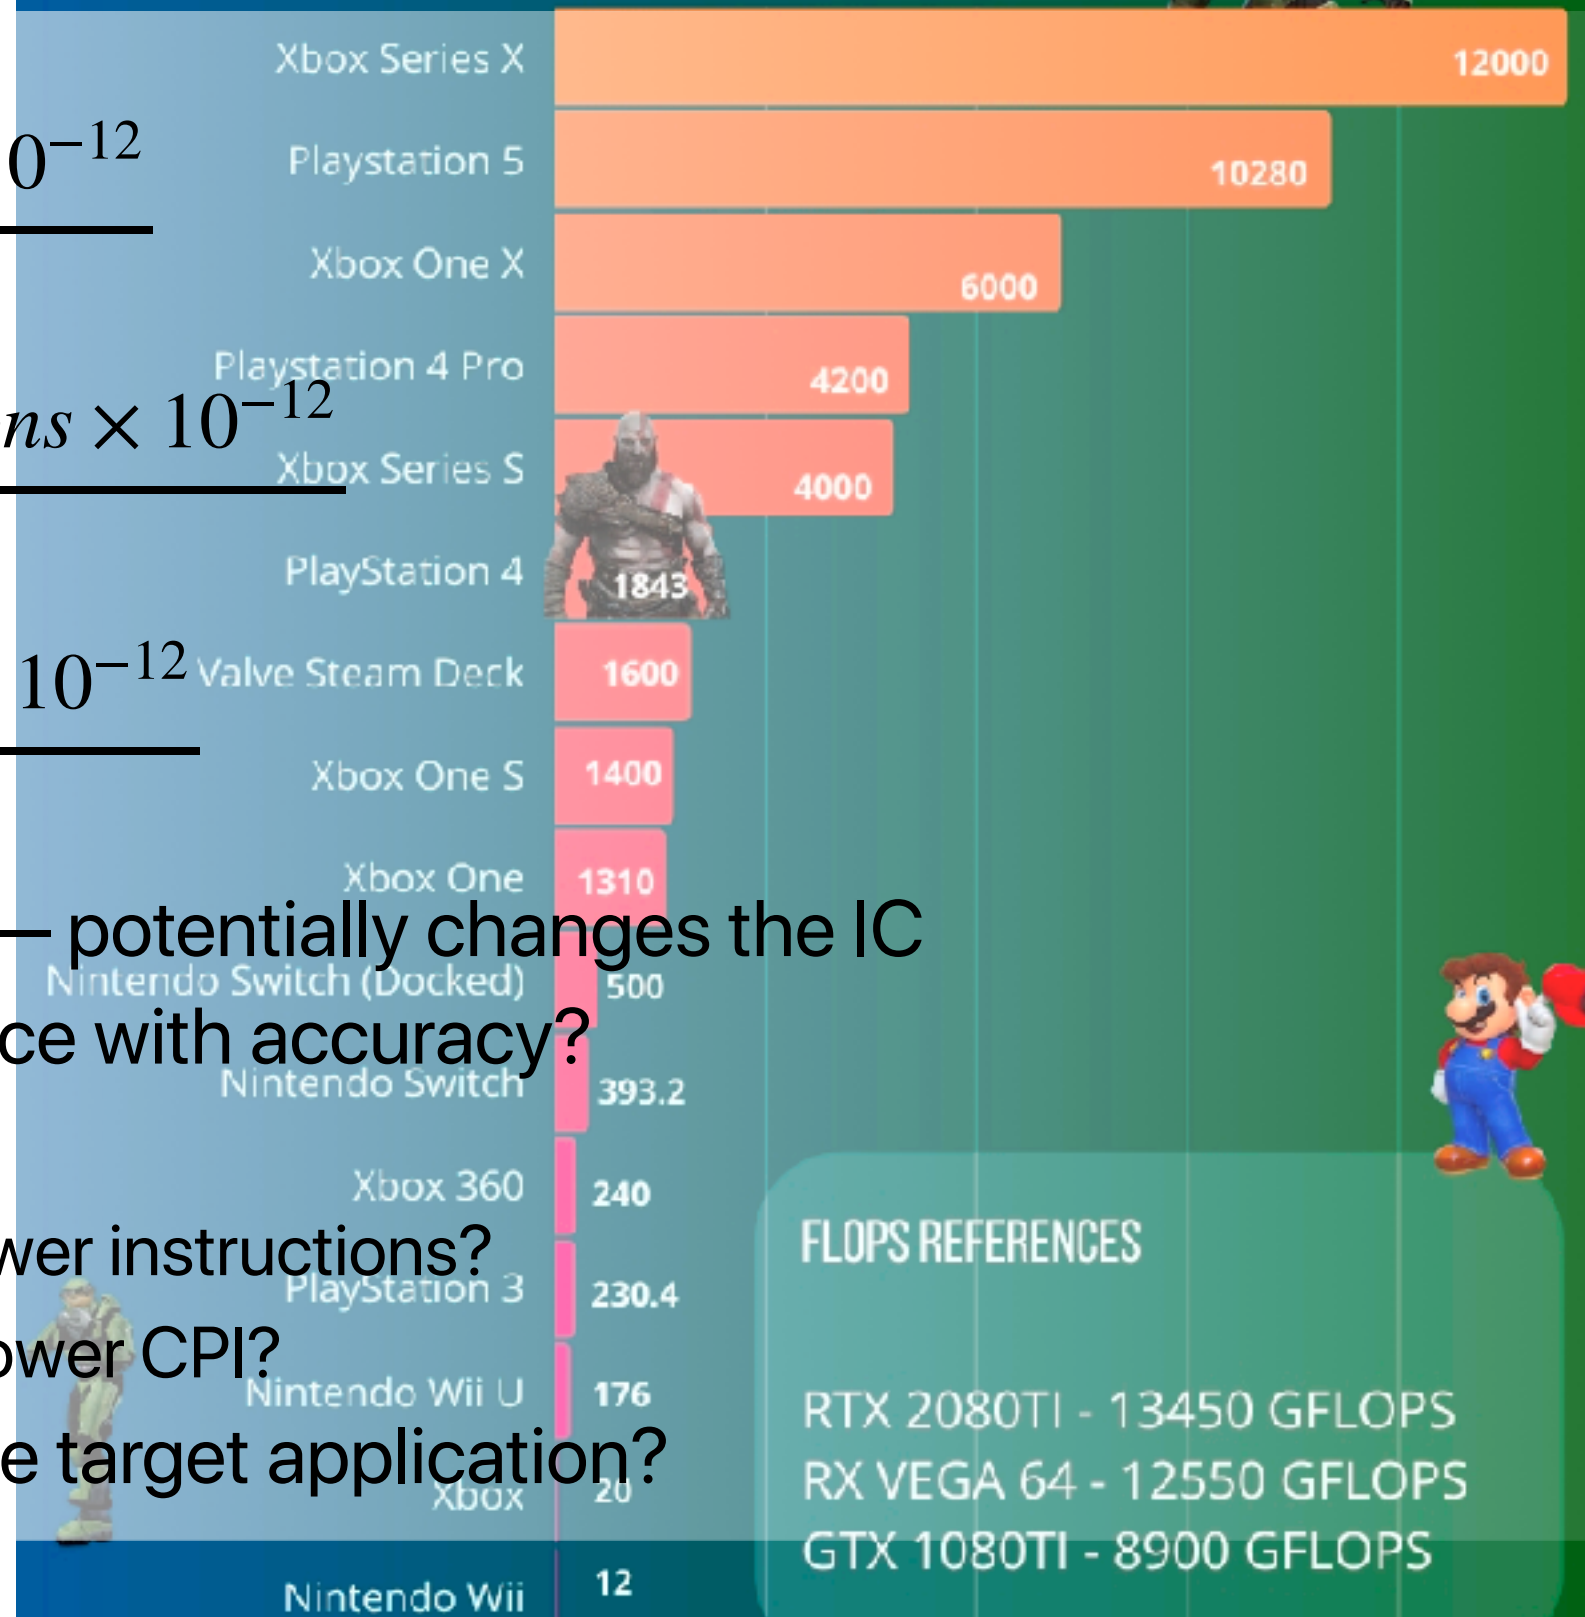 Xbox Series X 12000
0−12
Playstation 5 10280
Xbox One X 6000
Playstation 4 Pro 4200
ns × 10−12
Xbox Series S 4000
PlayStation 4 1843
10−12
Valve Steam Deck 1600
Xbox One S 1400
Xbox One 1310
— potentially changes the IC
Nintendo Switch (Docked) 500
ce with accuracy?
Nintendo Switch 393.2
Xbox 360 240
FLOPS REFERENCES
wer instructions?
PlayStation 3 230.4
ower CPI?
Nintendo Wii U 176
RTX 2080TI - 13450 GFLOPS
e target application?
RX VEGA 64 - 12550 GFLOPS
Xbox 20
GTX 1080TI - 8900 GFLOPS
Nintendo Wii 12